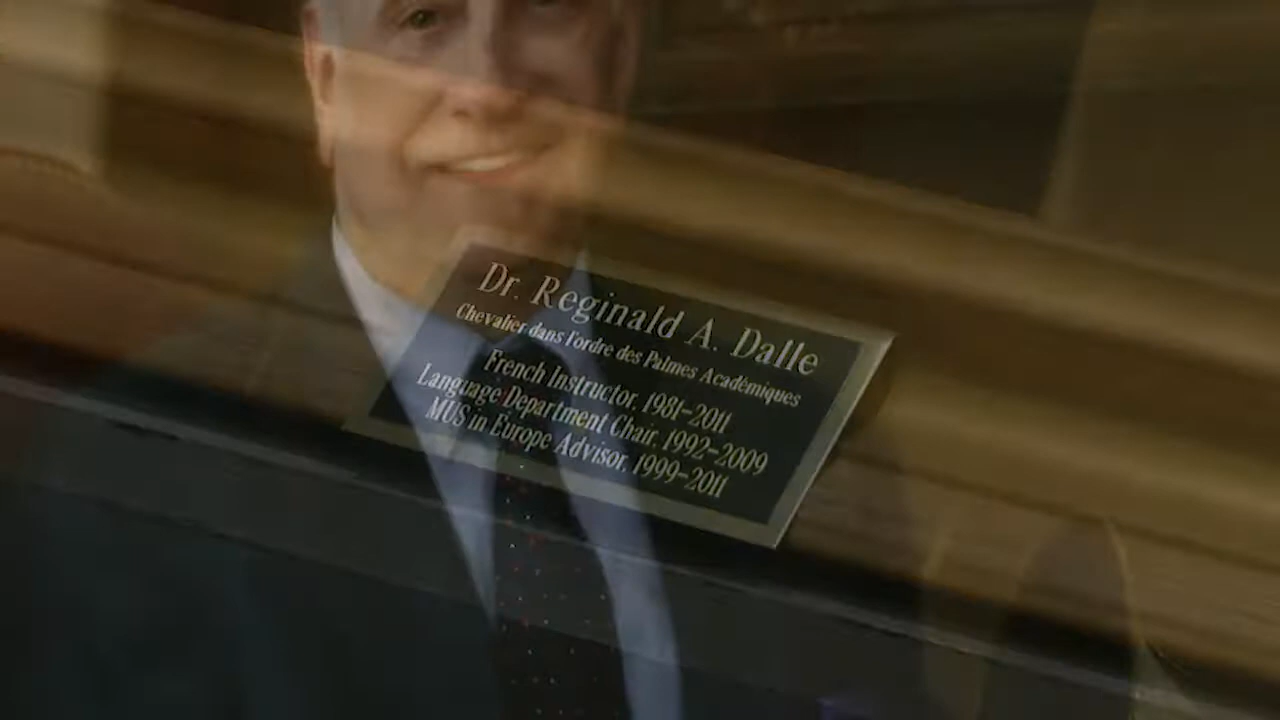 Dr. Reginald A. Dalle
Chevalier dans l'ordre des Palmes Académiques
French Instructor, 1981-2011
Language Department Chair, 1992-2009
MUS in Europe Advisor, 1999-2011